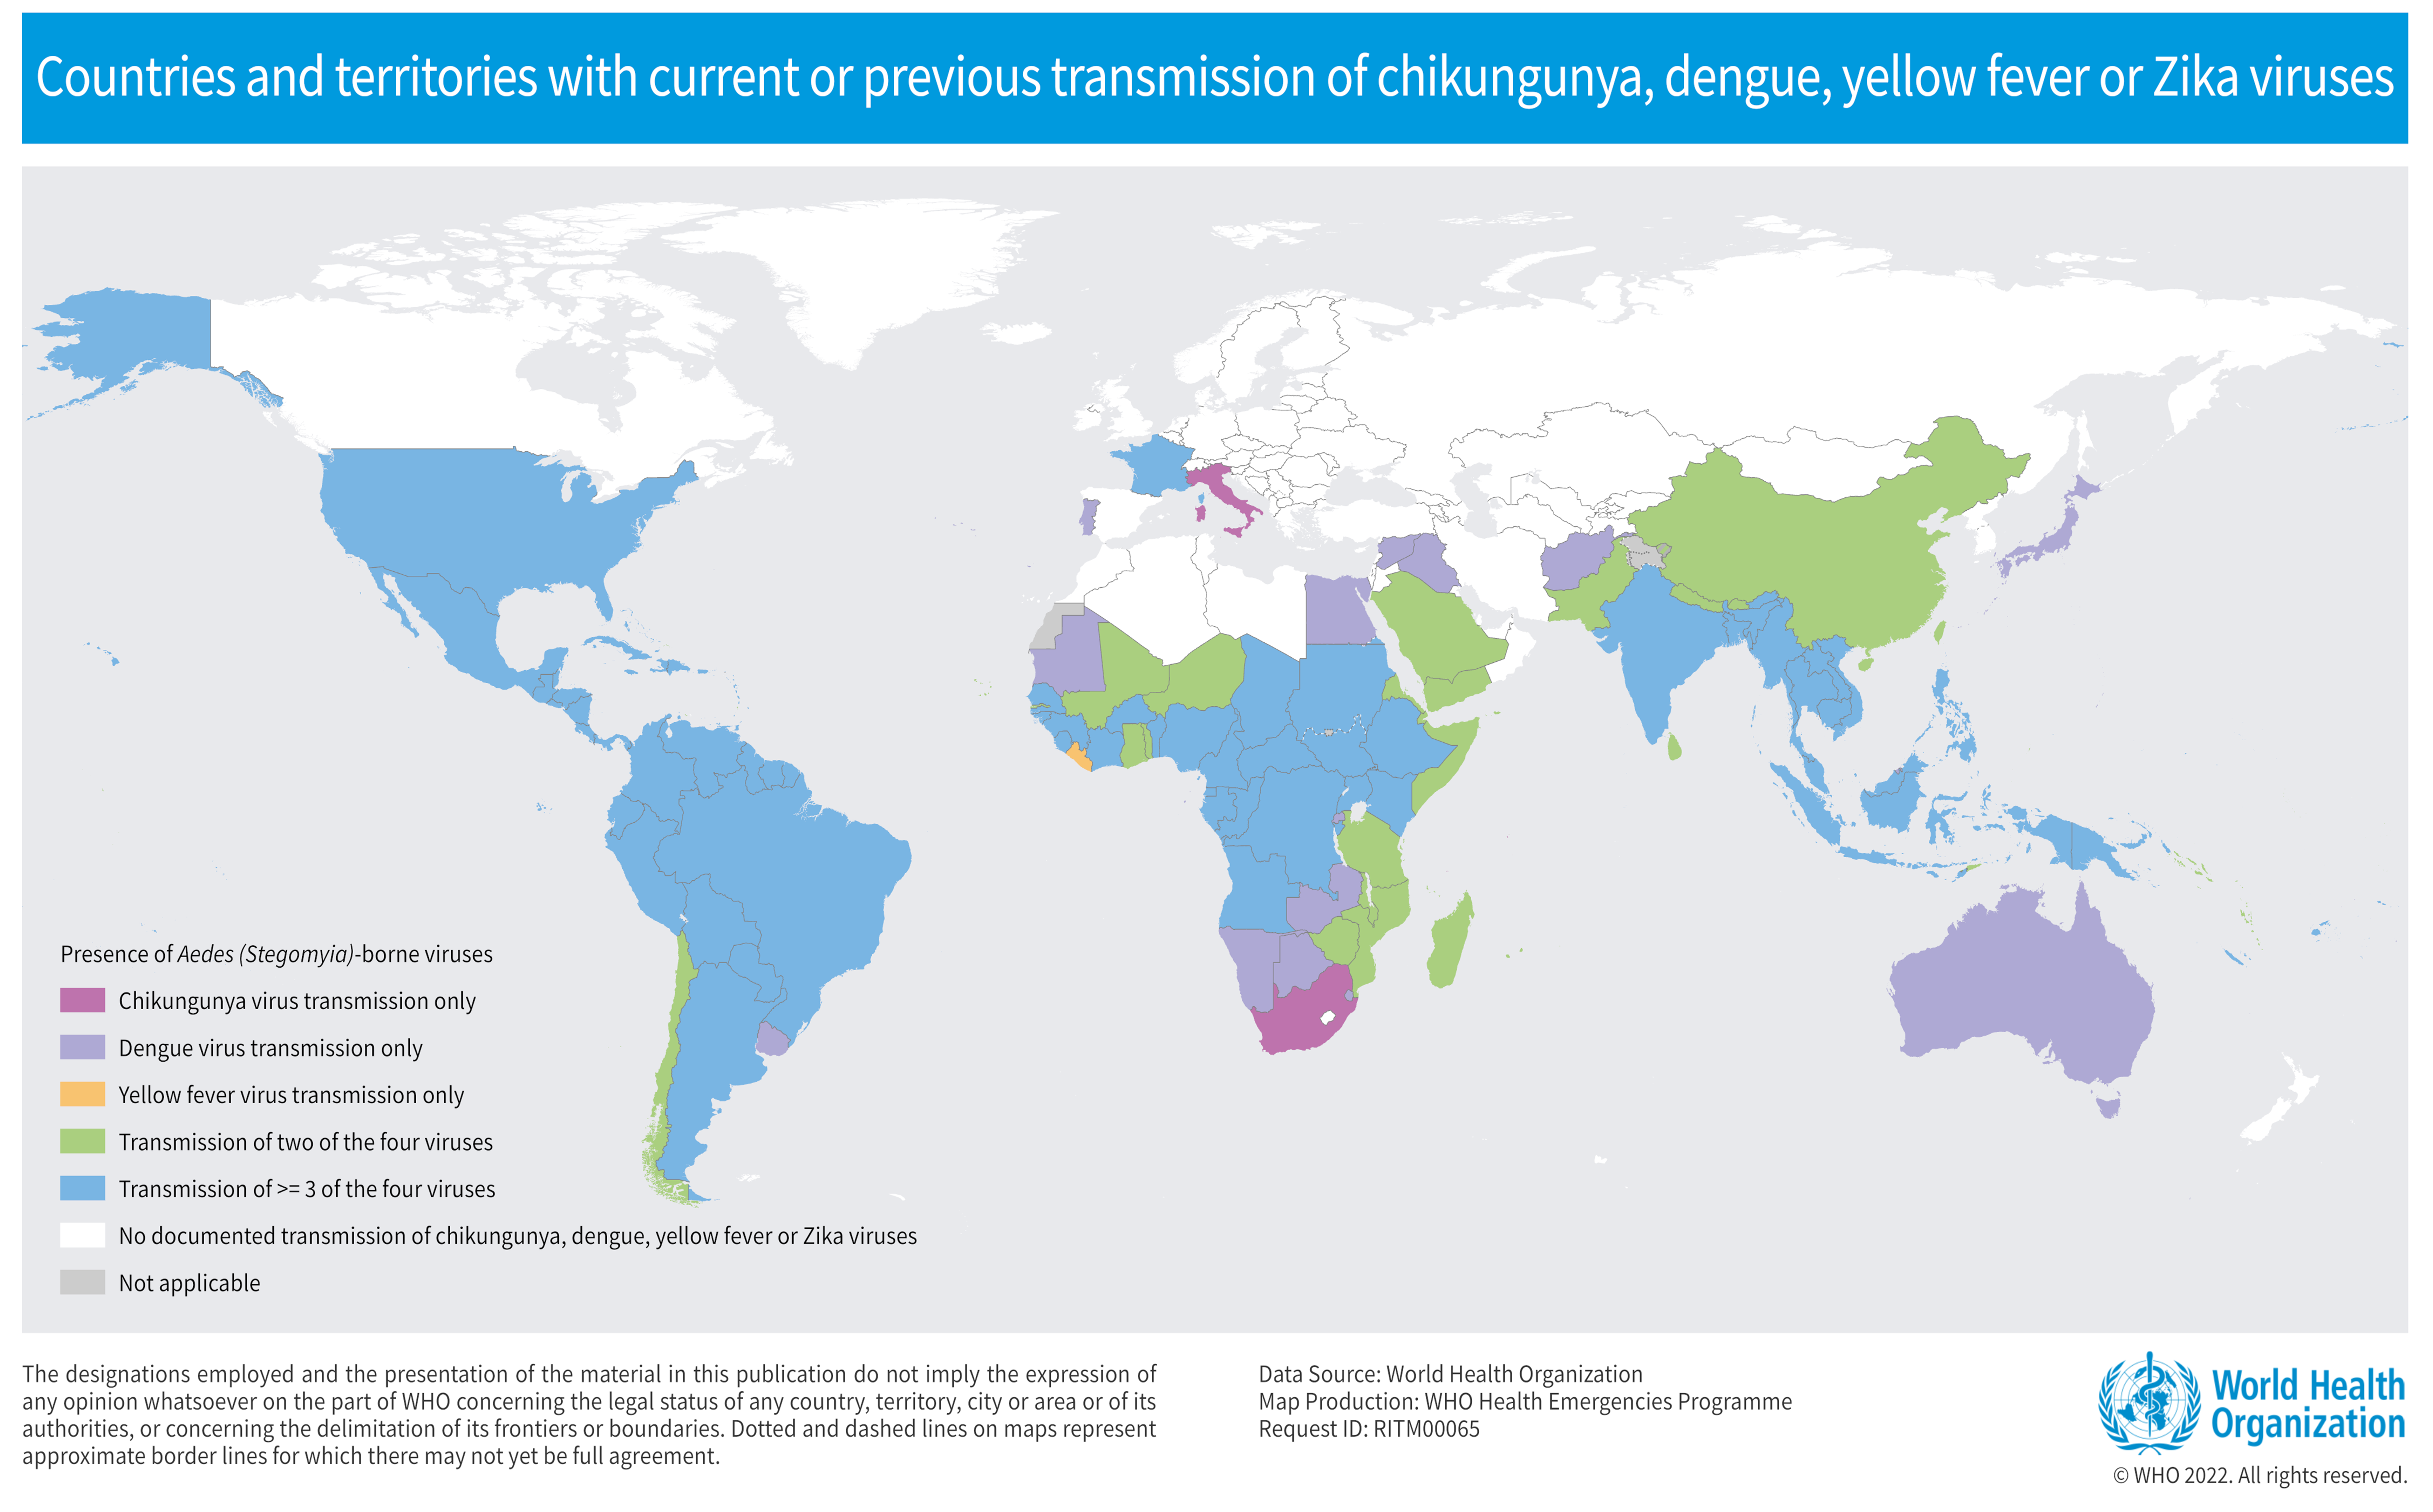 Countries and territories with current or previous transmission of chikungunya, dengue, yellow fever or Zika viruses
Presence of Aedes (Stegomyia)-borne viruses
Chikungunya virus transmission only
Dengue virus transmission only
Yellow fever virus transmission only
Transmission of two of the four viruses
Transmission of >= 3 of the four viruses
No documented transmission of chikungunya, dengue, yellow fever or Zika viruses
Not applicable
The designations employed and the presentation of the material in this publication do not imply the expression of
any opinion whatsoever on the part of WHO concerning the legal status of any country, territory, city or area or of its
authorities, or concerning the delimitation of its frontiers or boundaries. Dotted and dashed lines on maps represent
approximate border lines for which there may not yet be full agreement.
Data Source: World Health Organization
Map Production: WHO Health Emergencies Programme
Request ID: RITM00065
World Health
Organization
© WHO 2022. All rights reserved.